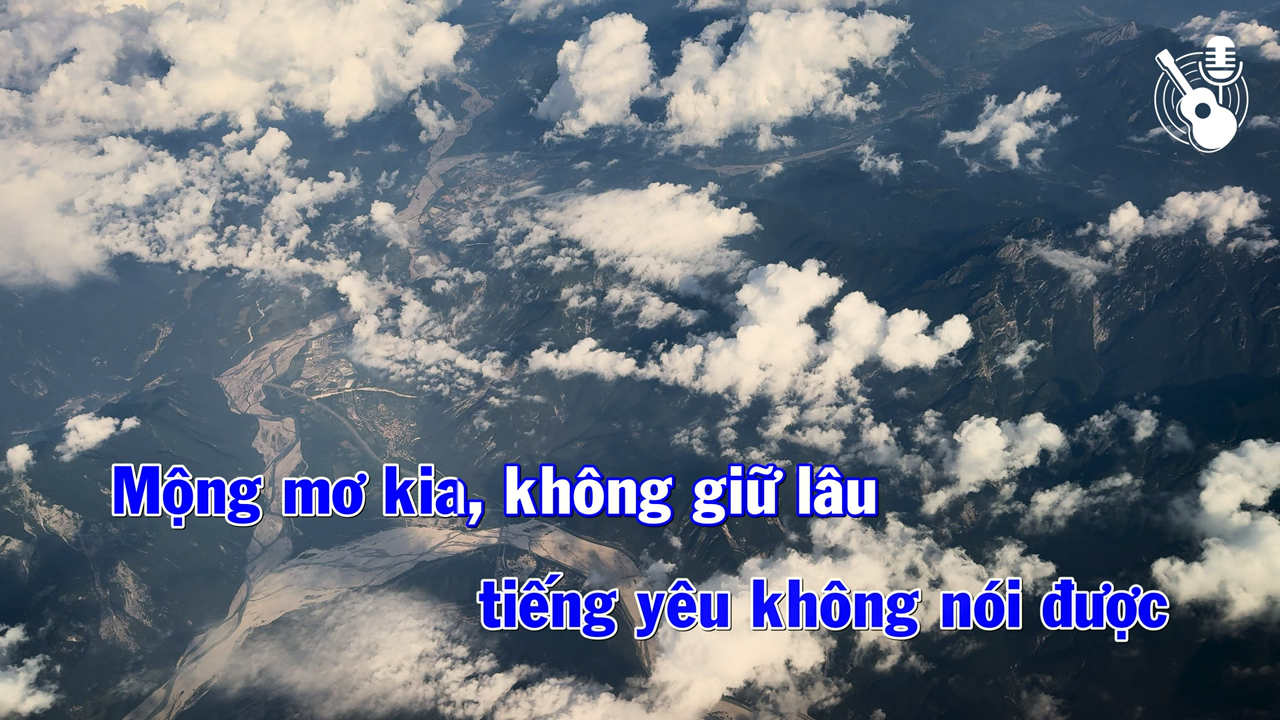 Mộng mơ kia, không giữ lâu
tiếng yêu không nói được